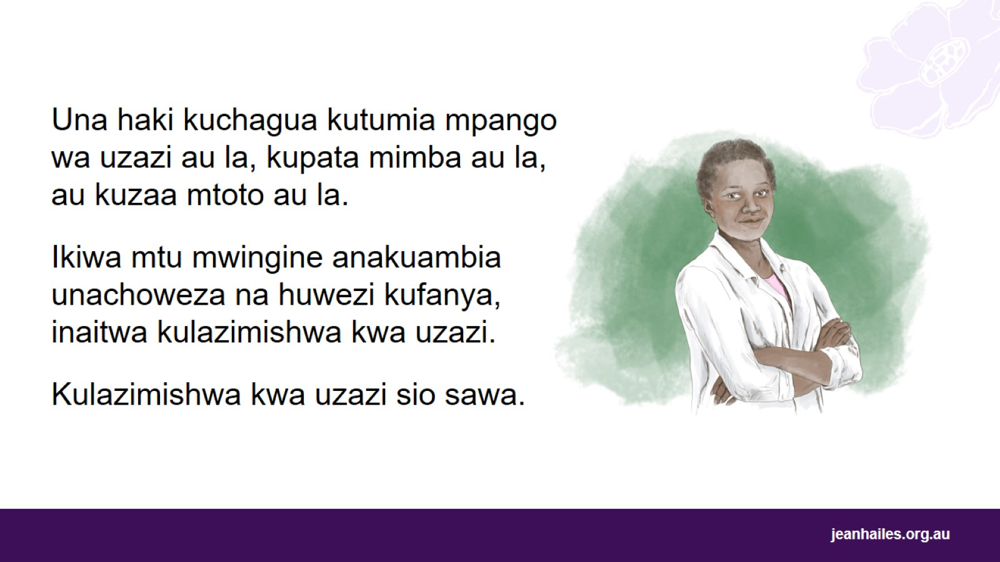 Una haki kuchagua kutumia mpango
wa uzazi au la, kupata mimba au la,
au kuzaa mtoto au la.
Ikiwa mtu mwingine anakuambia
unachoweza na huwezi kufanya,
inaitwa kulazimishwa kwa uzazi.
Kulazimishwa kwa uzazi sio sawa.
jeanhailes.org.au